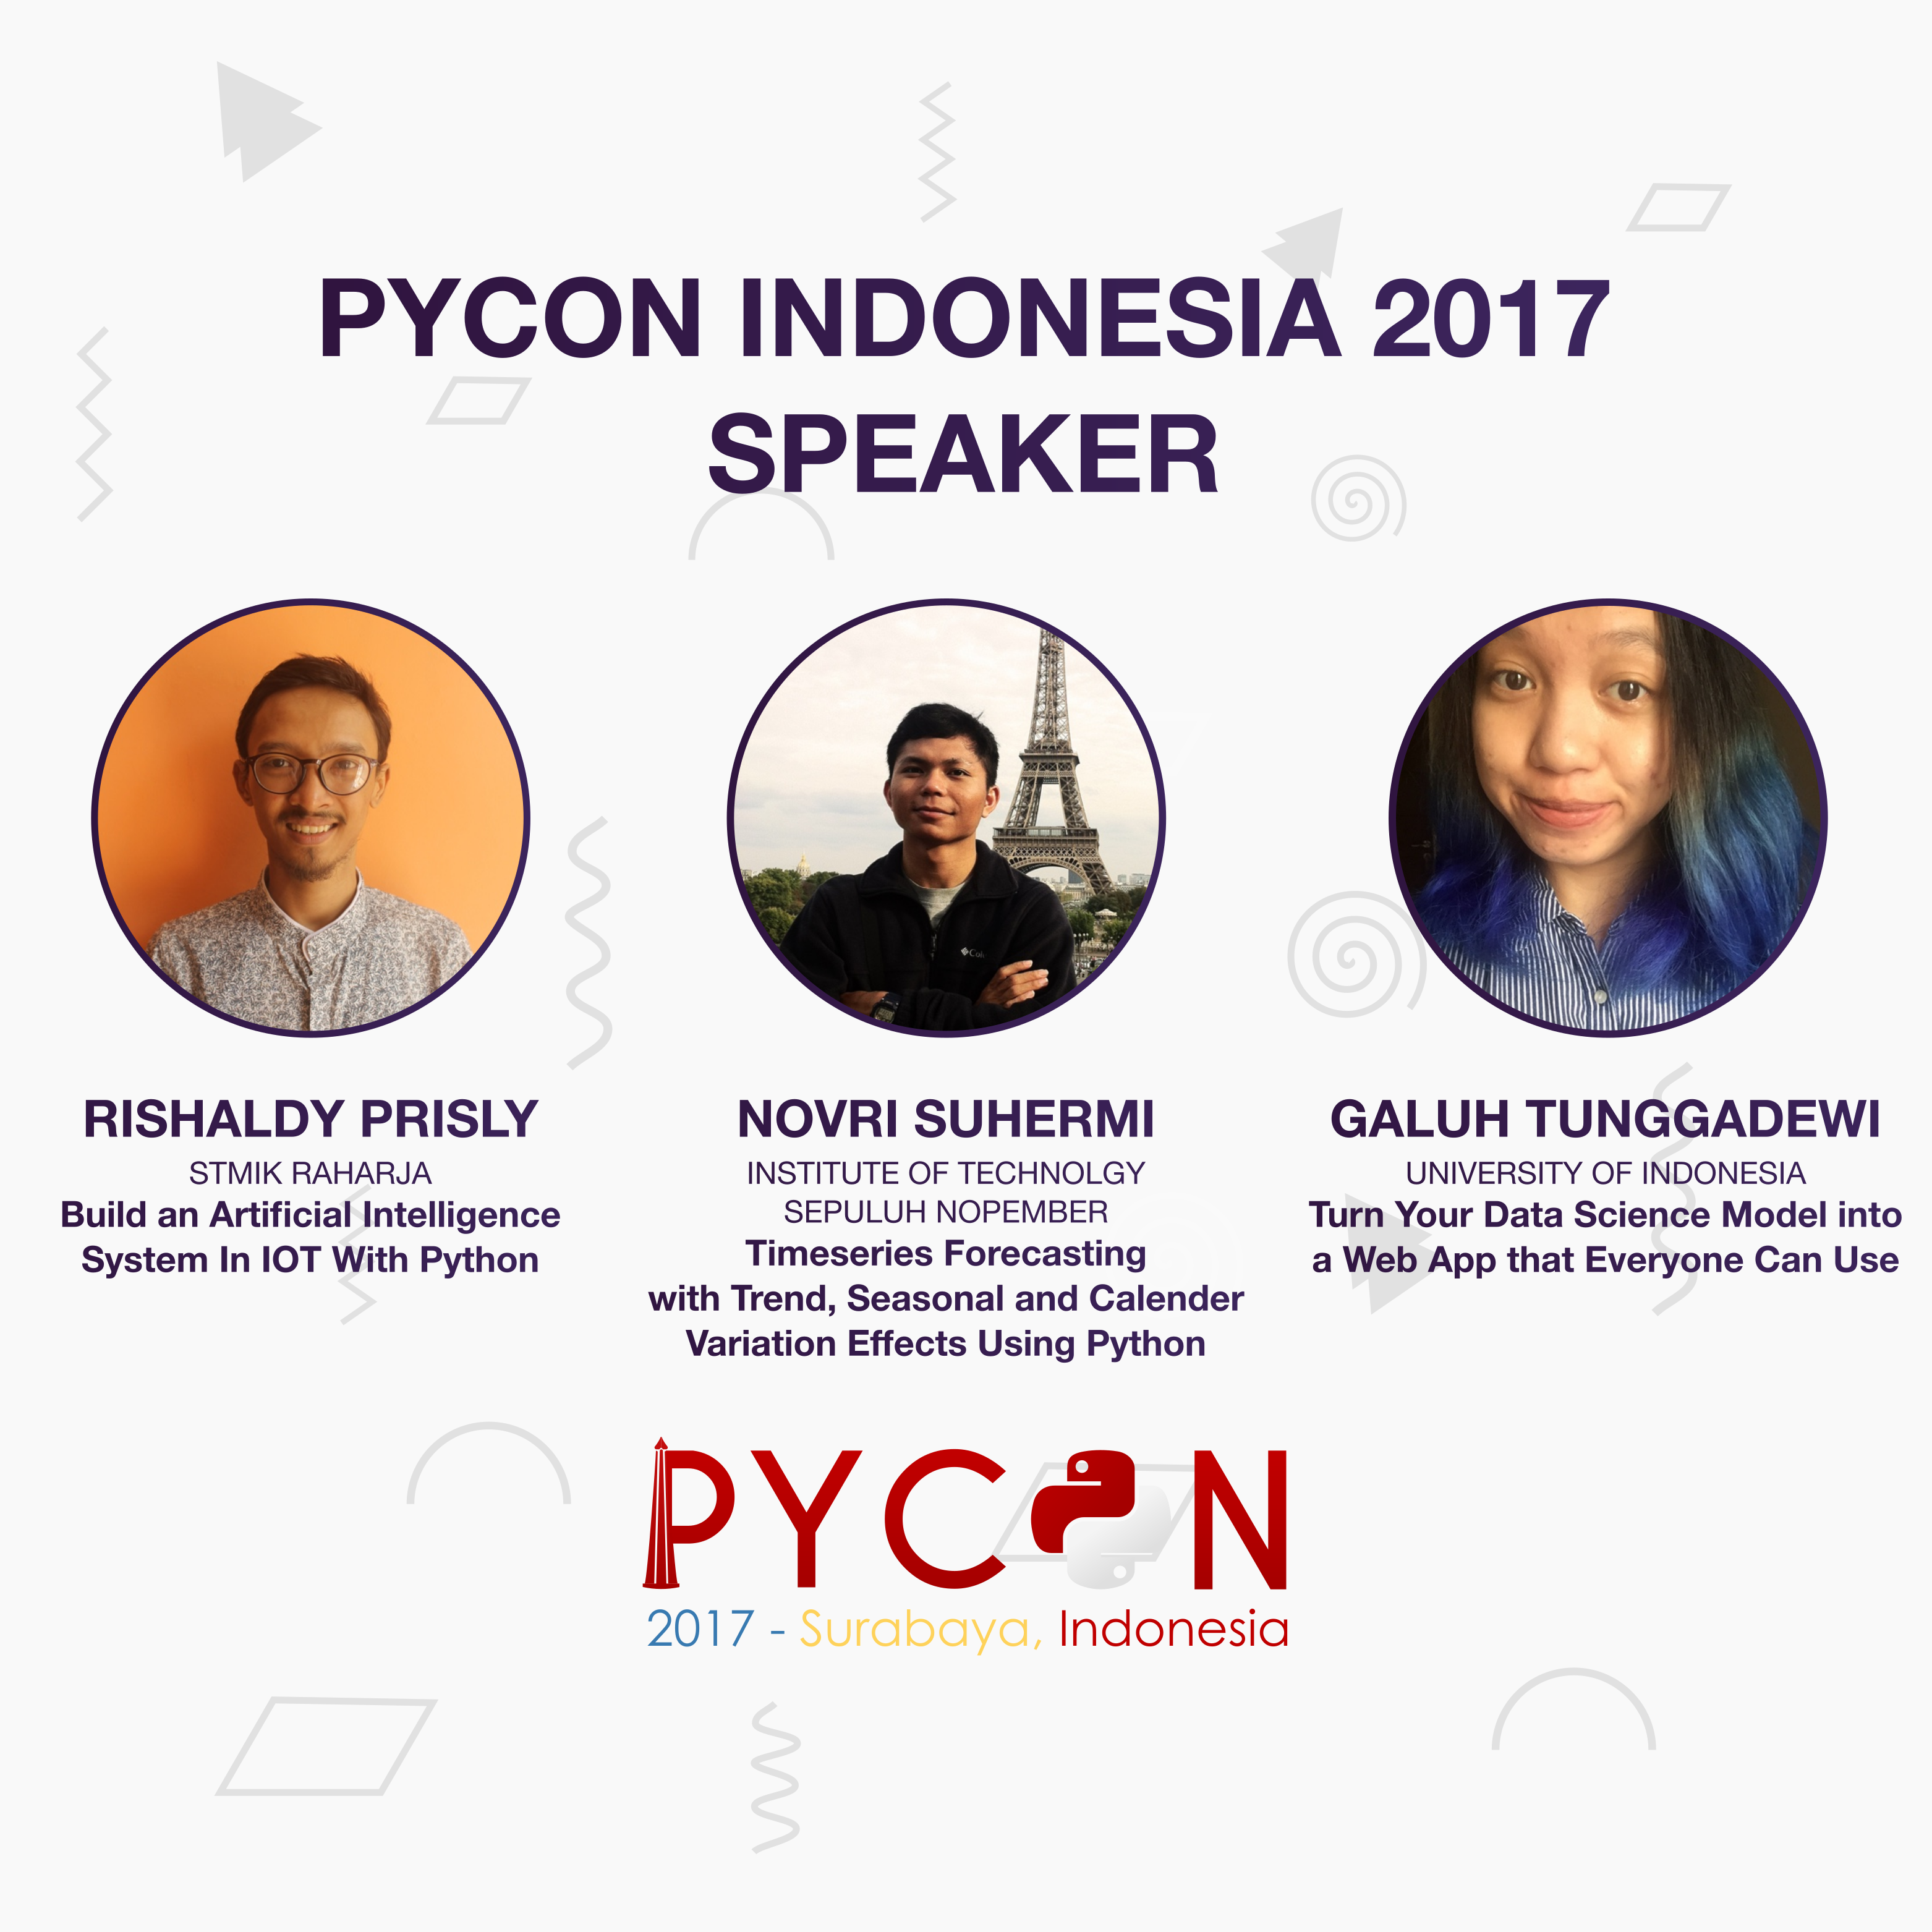 PYCON INDONESIA 2017
SPEAKER
RISHALDY PRISLY
STMIK RAHARJA
Build an Artificial Intelligence
System In IOT With Python
NOVRI SUHERMI
INSTITUTE OF TECHNOLGY
SEPULUH NOPEMBER
Timeseries Forecasting
with Trend, Seasonal and Calender
Variation Effects Using Python
GALUH TUNGGADEWI
UNIVERSITY OF INDONESIA
Turn Your Data Science Model into
a Web App that Everyone Can Use
PYCON
2017 - Surabaya, Indonesia